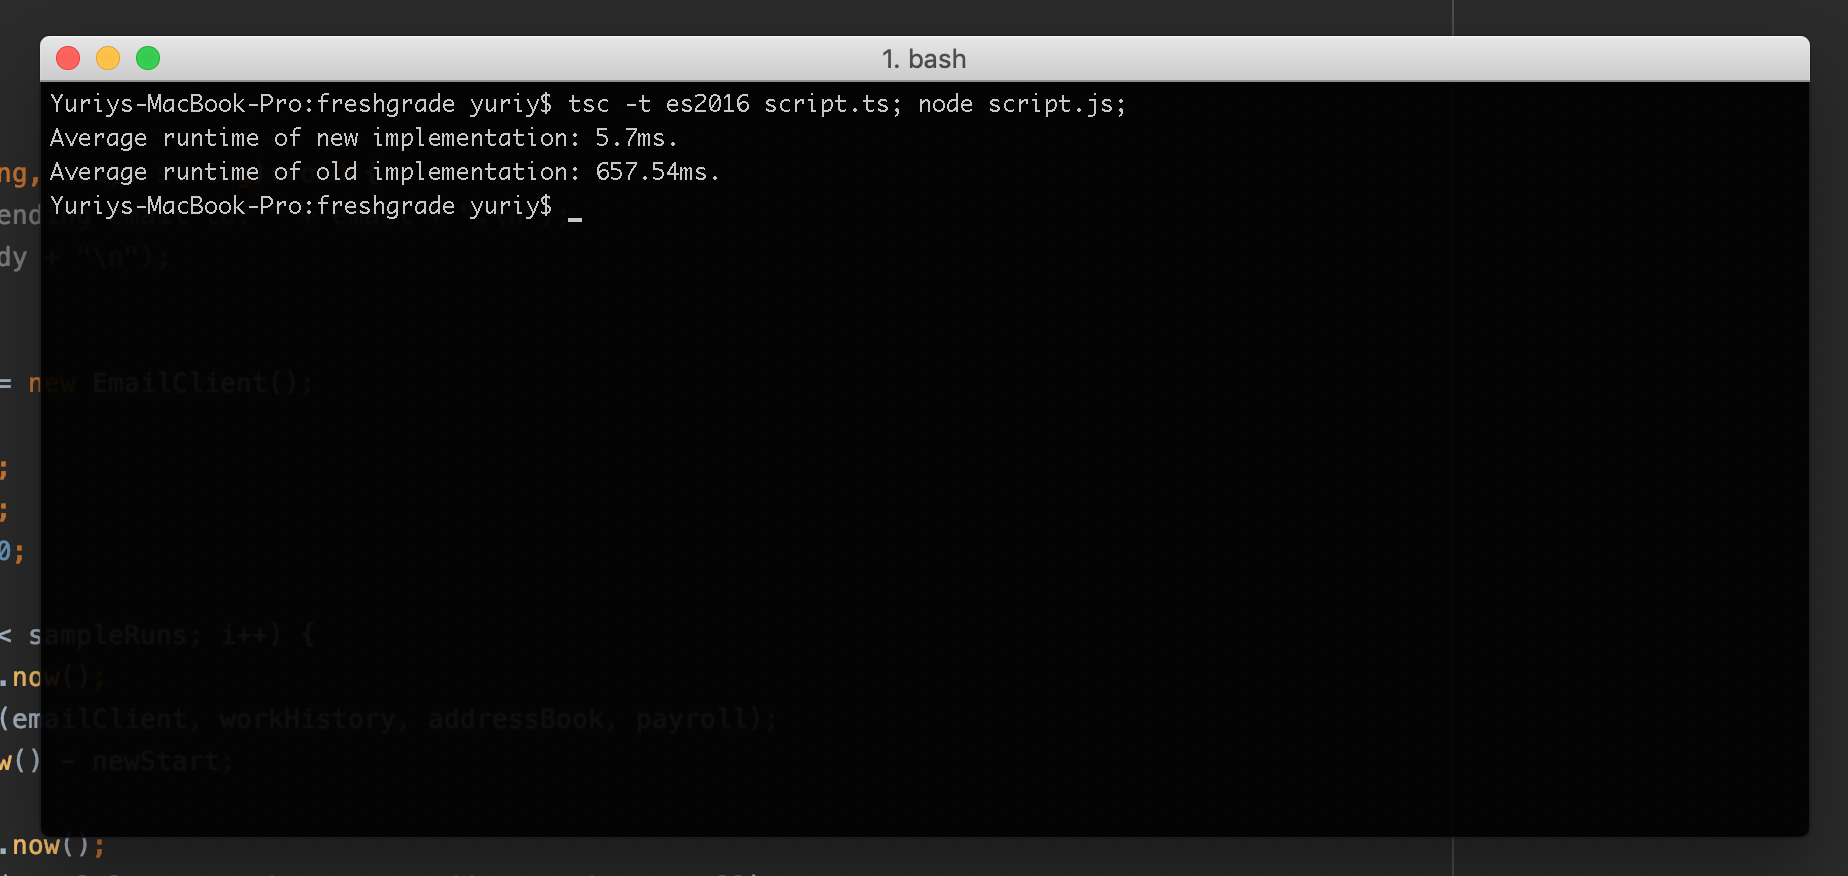 1. bash
Yuriys-MacBook-Pro:freshgrade yuriy$ tsc -t es2016 script.ts; node script.js;
Average runtime of new implementation: 5.7ms.
Average runtime of old implementation: 657.54ms.
Yuriys-MacBook-Pro:freshgrade yuriy$ _
ng,
dy + "\n");
= new EmailClient();
;
;
0;
< sampleRuns; i++) {
.now();
(emailClient, workHistory, addressBook, payroll);
w() - newStart;
.now();